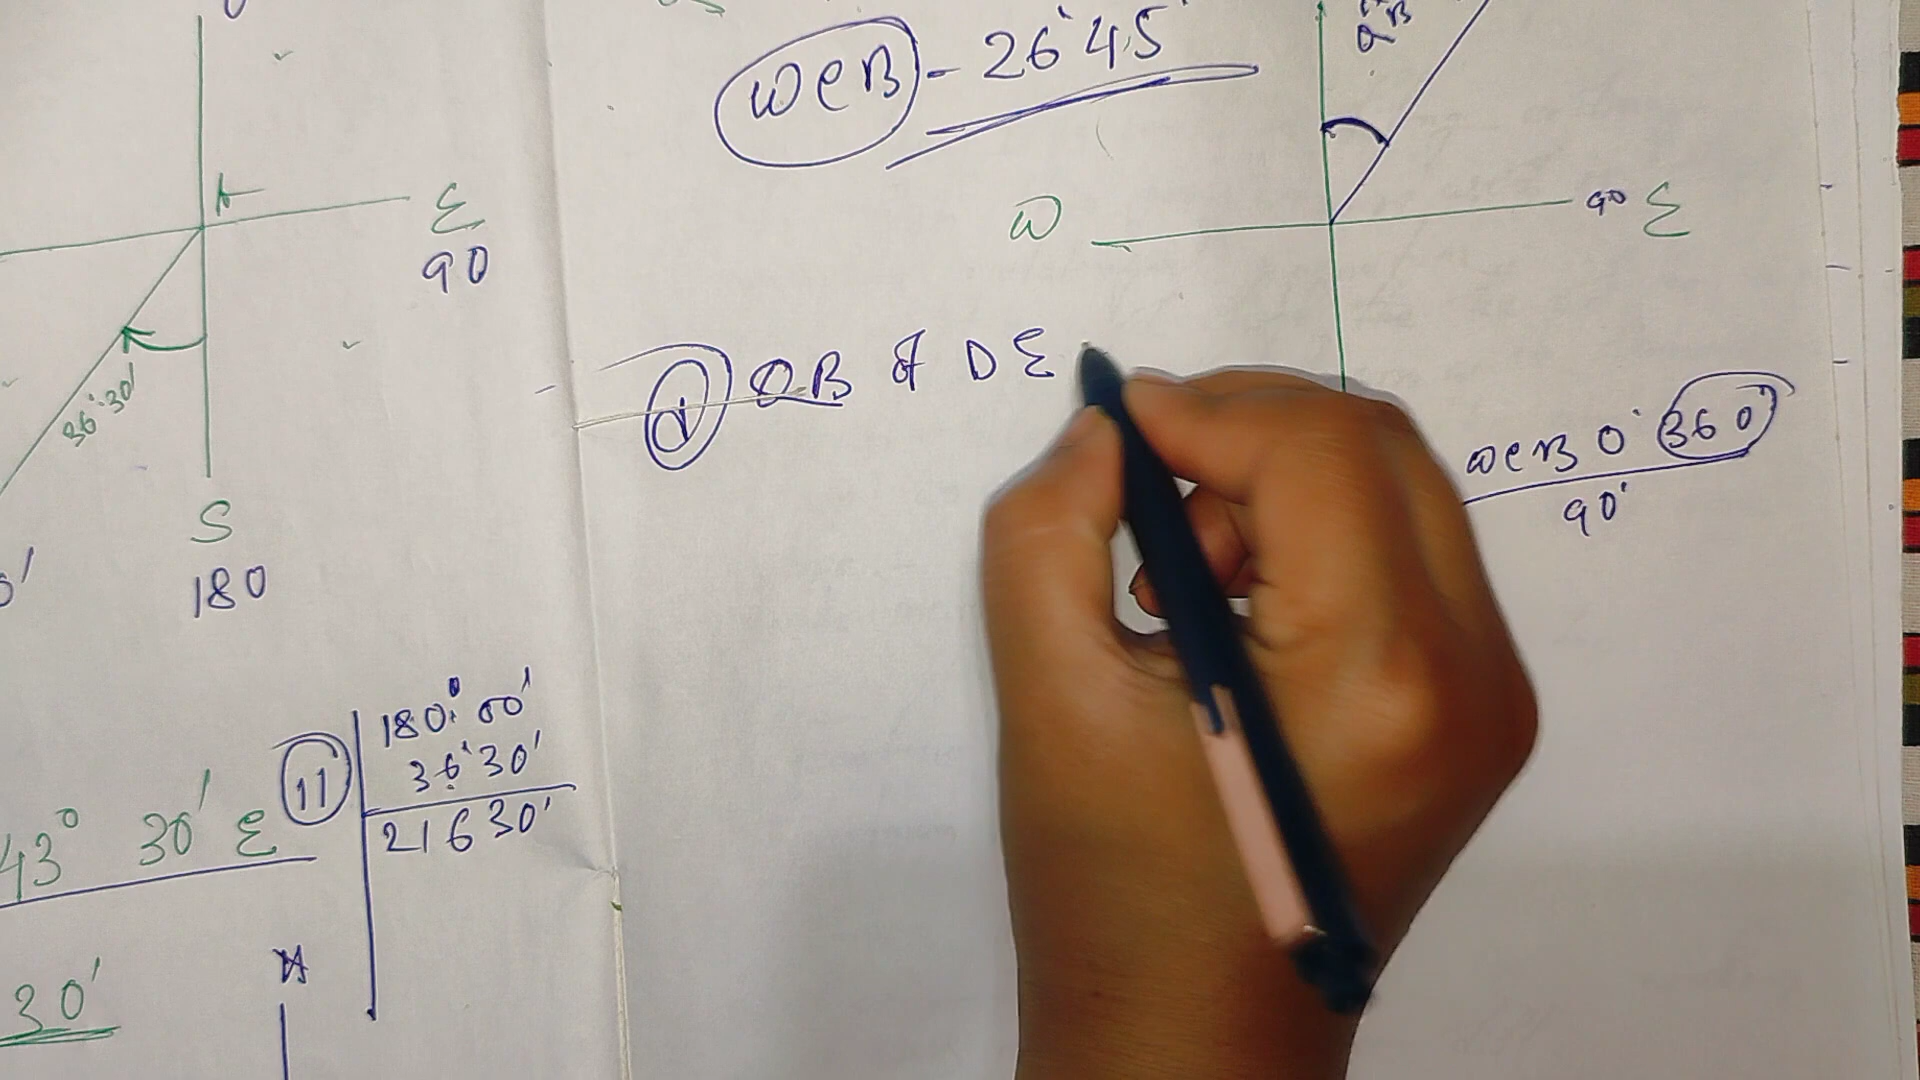 WCB - 26°45'
QB
W
90 E
E
90
36°30'
S
180
d QB of DE
WCB 0° 360°
90°
180° 00'
36° 30'
216 30'
11
43° 30' E
30'